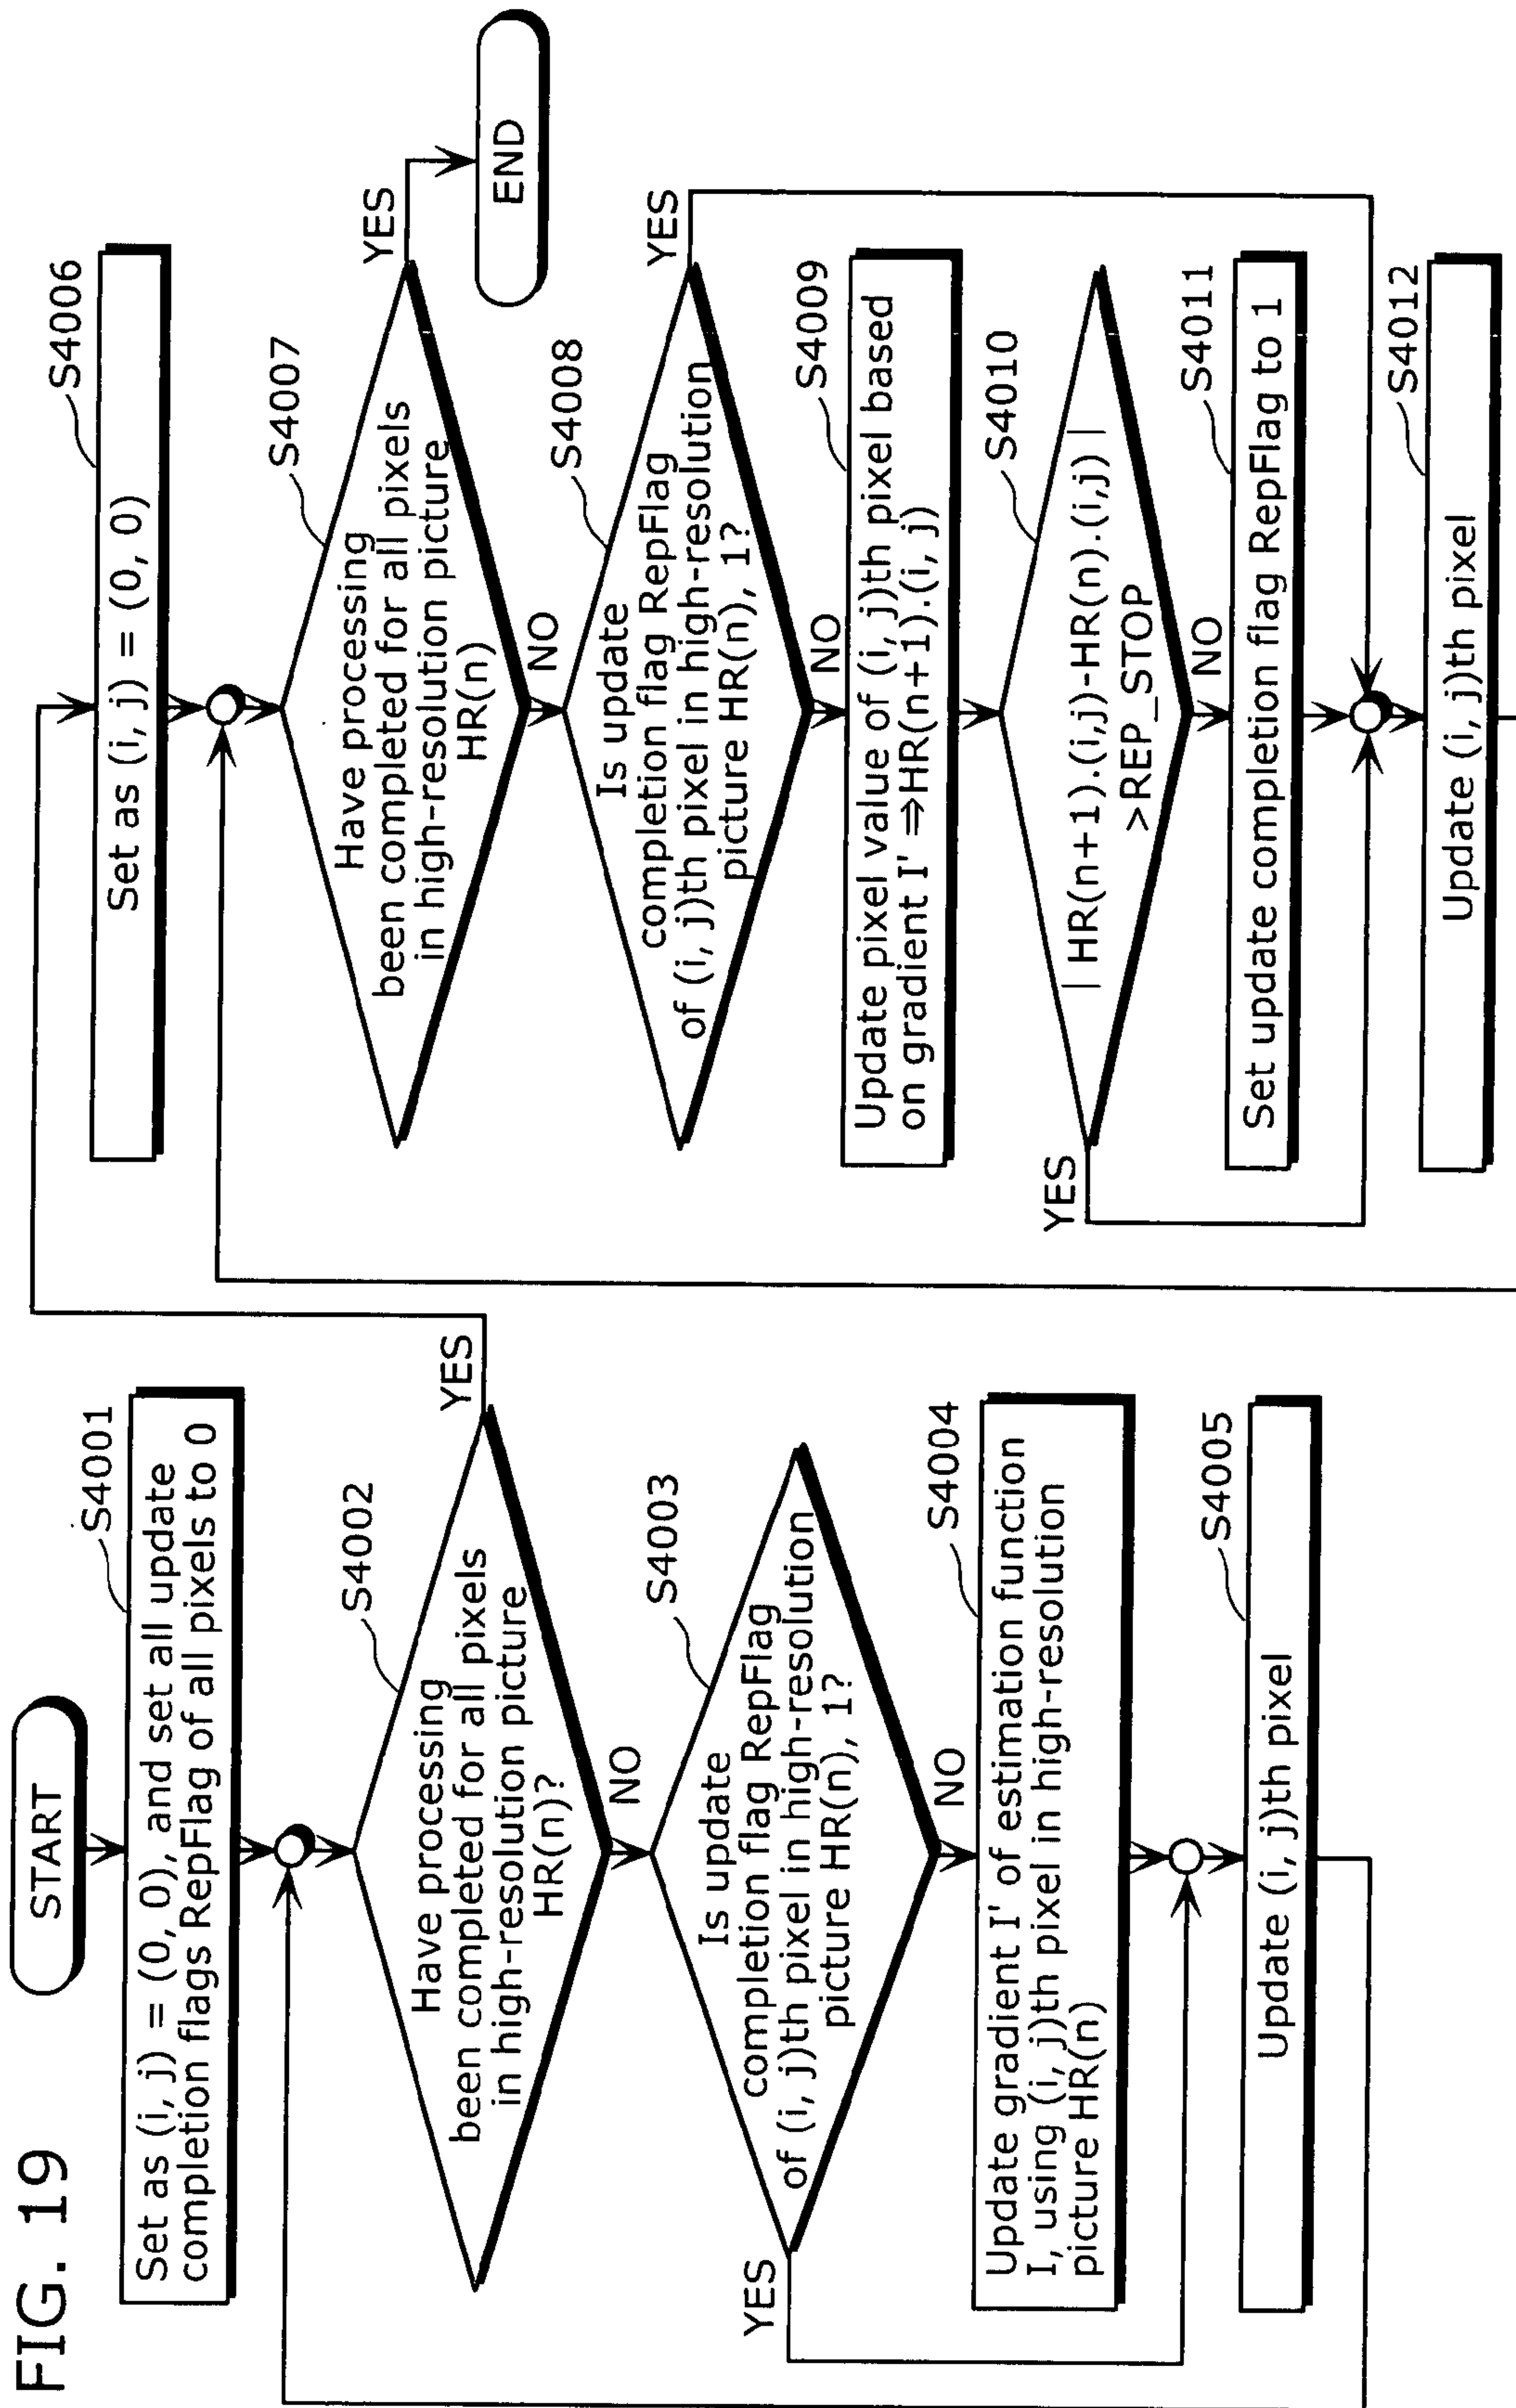 FIG. 19
START
S4001
Set as (i, j) = (0, 0), and set all update
completion flags RepFlag of all pixels to 0
S4002
Have processing
been completed for all pixels
in high-resolution picture
HR(n)?
YES
NO
S4003
Is update
completion flag RepFlag
of (i, j)th pixel in high-resolution
picture HR(n), 1?
YES
NO
S4004
Update gradient I' of estimation function
I, using (i, j)th pixel in high-resolution
picture HR(n)
S4005
Update (i, j)th pixel
S4006
Set as (i, j) = (0, 0)
S4007
Have processing
been completed for all pixels
in high-resolution picture
HR(n)
YES
END
NO
S4008
Is update
completion flag RepFlag
of (i, j)th pixel in high-resolution
picture HR(n), 1?
YES
NO
S4009
Update pixel value of (i, j)th pixel based
on gradient I' ⇒HR(n+1).(i, j)
S4010
| HR(n+1).(i,j)-HR(n).(i,j) |
>REP_STOP
YES
NO
S4011
Set update completion flag RepFlag to 1
S4012
Update (i, j)th pixel